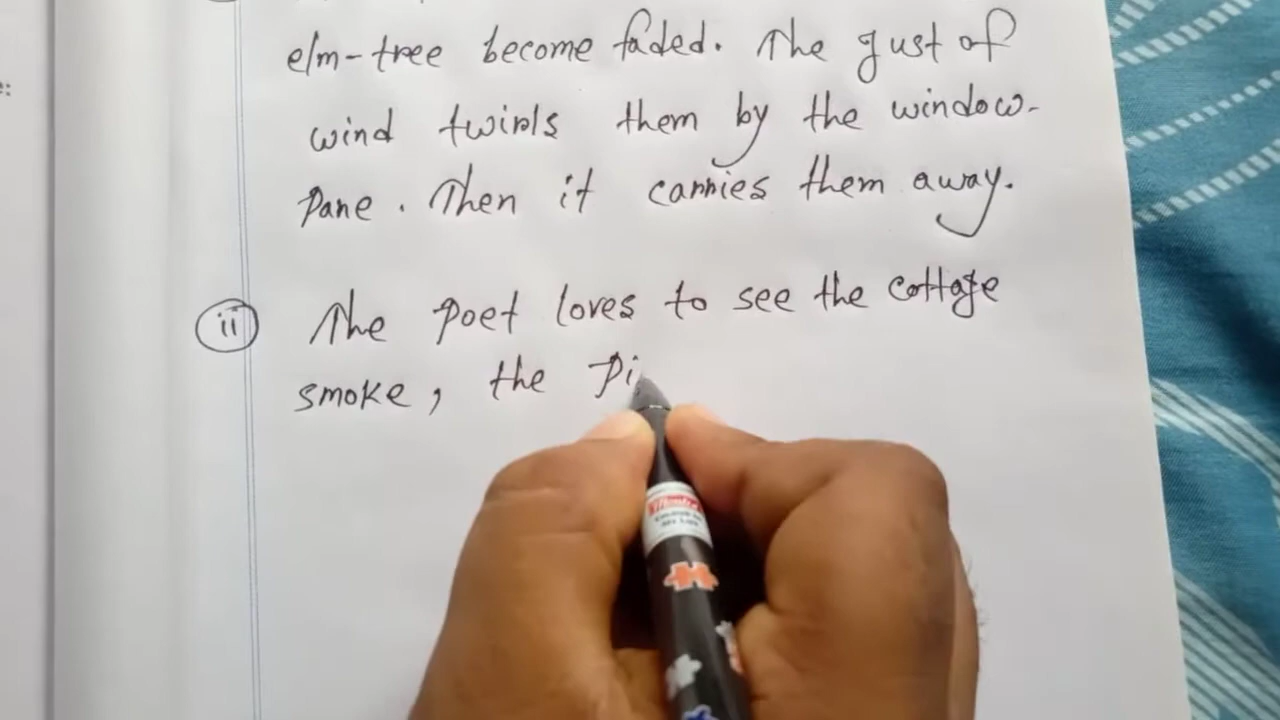 elm-tree become faded. The gust of
wind twirls them by the window-
pane. Then it carries them away.
ii The poet loves to see the cottage
smoke, the Pi